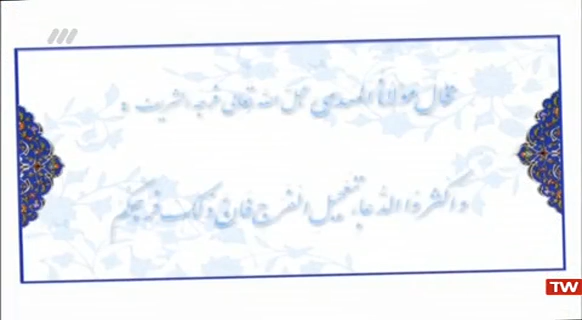 قال مولانا المهدی عجل الله تعالی فرجه الشریف :
و اکثروا الدعاء بتعجیل الفرج فان ذلک فرجکم
TW